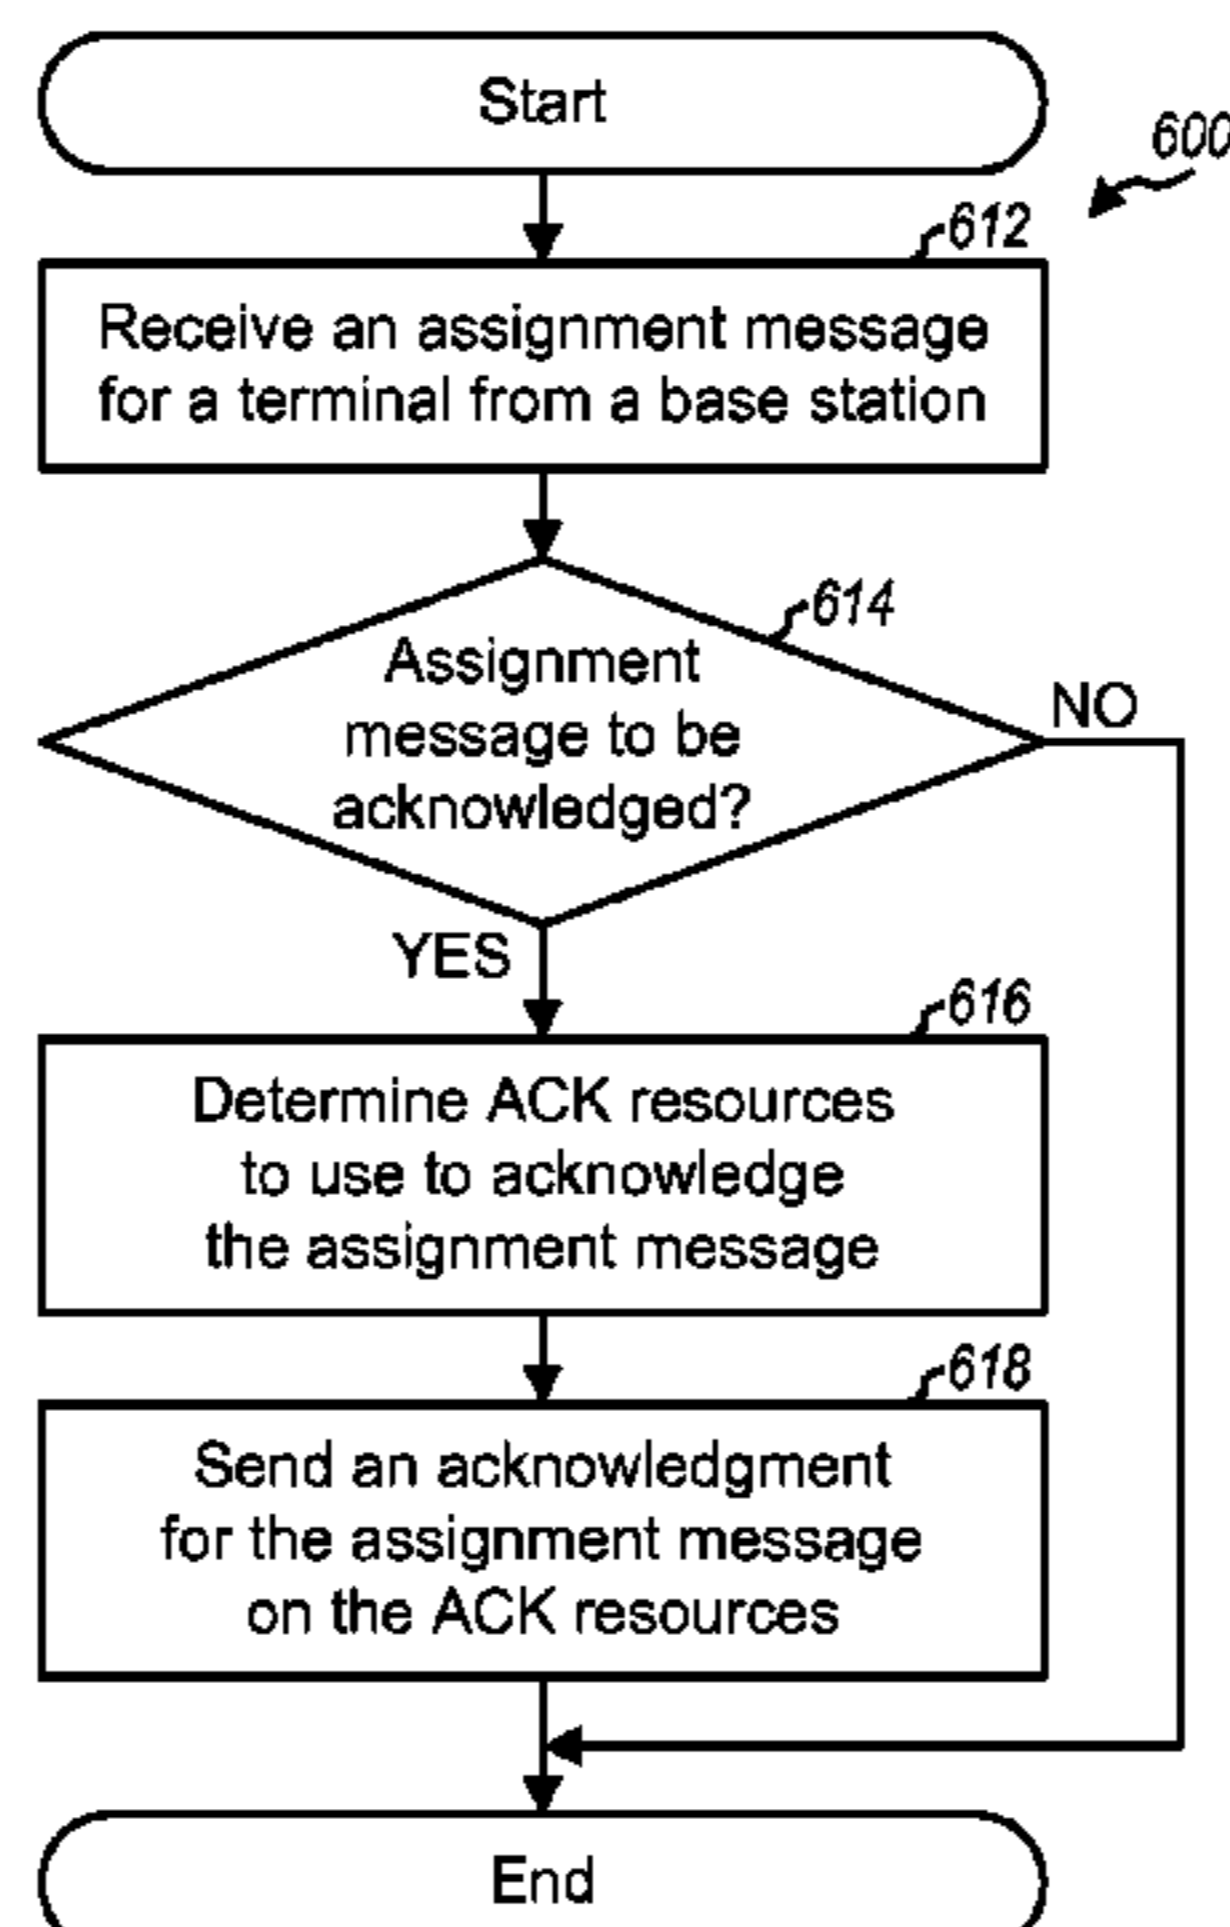 Start
600
612
Receive an assignment message
for a terminal from a base station
614
Assignment
message to be
acknowledged?
NO
YES
616
Determine ACK resources
to use to acknowledge
the assignment message
618
Send an acknowledgment
for the assignment message
on the ACK resources
End